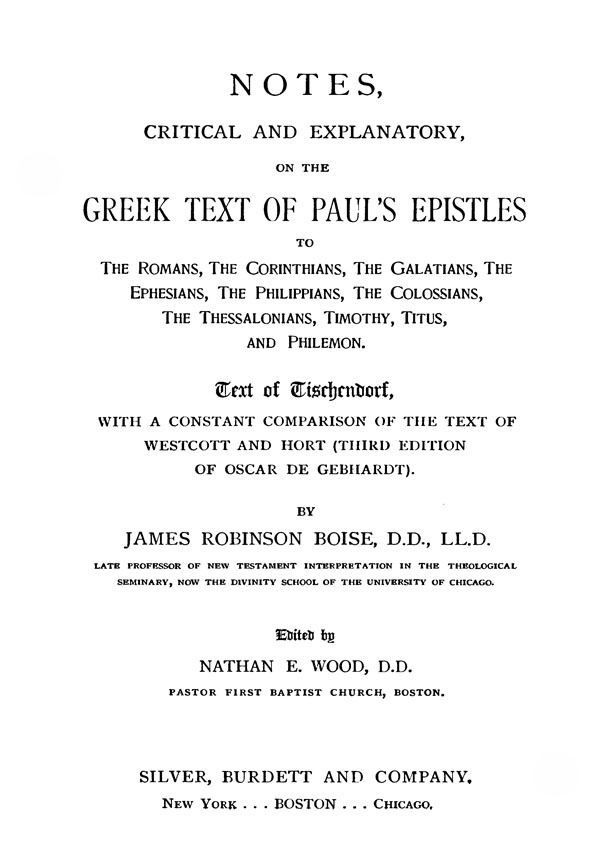 NOTES,
CRITICAL AND EXPLANATORY,
ON THE
GREEK TEXT OF PAUL'S EPISTLES
TO
THE ROMANS, THE CORINTHIANS, THE GALATIANS, THE
EPHESIANS, THE PHILIPPIANS, THE COLOSSIANS,
THE THESSALONIANS, TIMOTHY, TITUS,
AND PHILEMON.
Text of Tischendorf,
WITH A CONSTANT COMPARISON OF THE TEXT OF
WESTCOTT AND HORT (THIRD EDITION
OF OSCAR DE GEBHARDT).
BY
JAMES ROBINSON BOISE, D.D., LL.D.
LATE PROFESSOR OF NEW TESTAMENT INTERPRETATION IN THE THEOLOGICAL
SEMINARY, NOW THE DIVINITY SCHOOL OF THE UNIVERSITY OF CHICAGO.
Edited by
NATHAN E. WOOD, D.D.
PASTOR FIRST BAPTIST CHURCH, BOSTON.
SILVER, BURDETT AND COMPANY.
NEW YORK . . . BOSTON . . . CHICAGO.